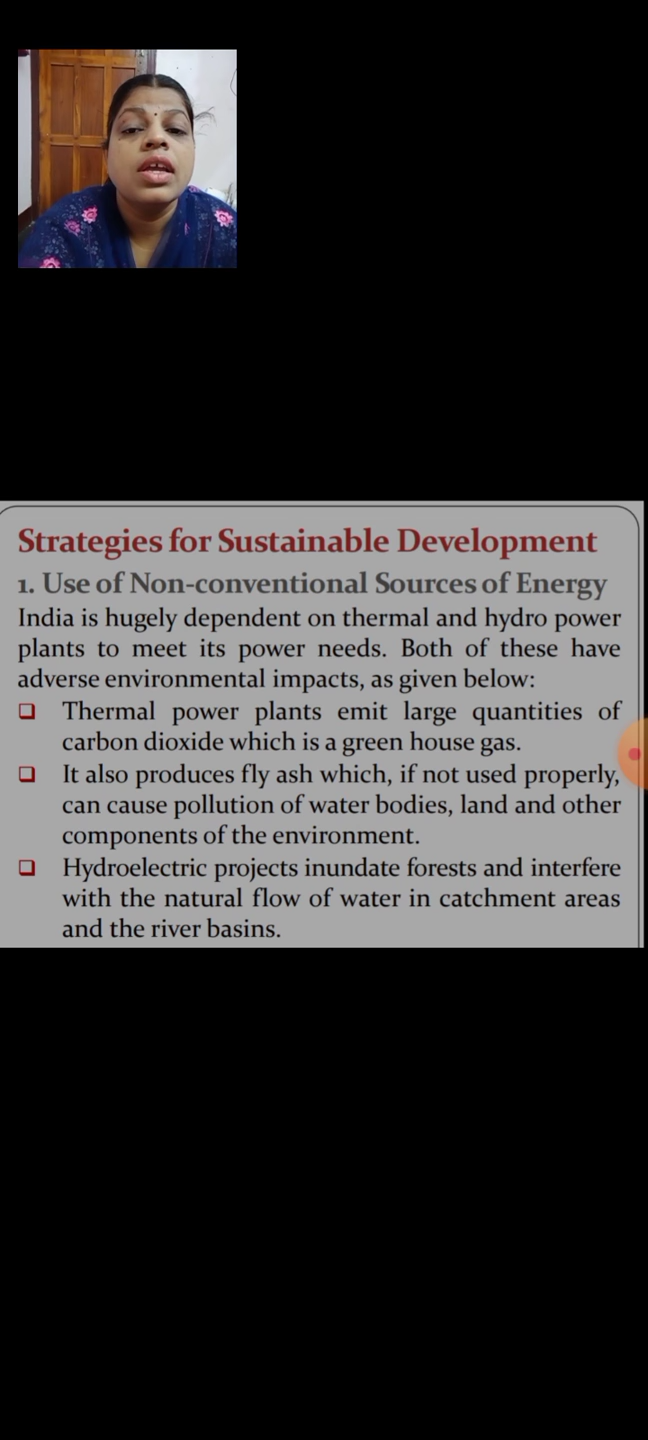 Strategies for Sustainable Development
1. Use of Non-conventional Sources of Energy
India is hugely dependent on thermal and hydro power
plants to meet its power needs. Both of these have
adverse environmental impacts, as given below:
❑ Thermal power plants emit large quantities of
carbon dioxide which is a green house gas.
❑ It also produces fly ash which, if not used properly,
can cause pollution of water bodies, land and other
components of the environment.
❑ Hydroelectric projects inundate forests and interfere
with the natural flow of water in catchment areas
and the river basins.